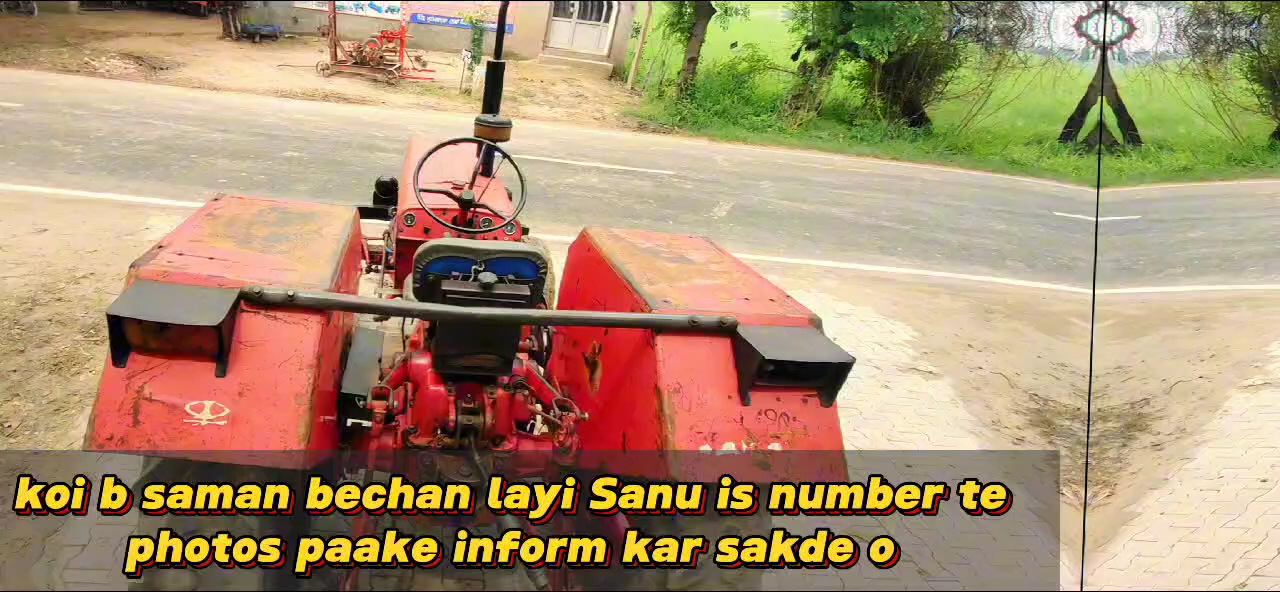 koi b saman bechan layi Sanu is number te
photos paake inform kar sakde o